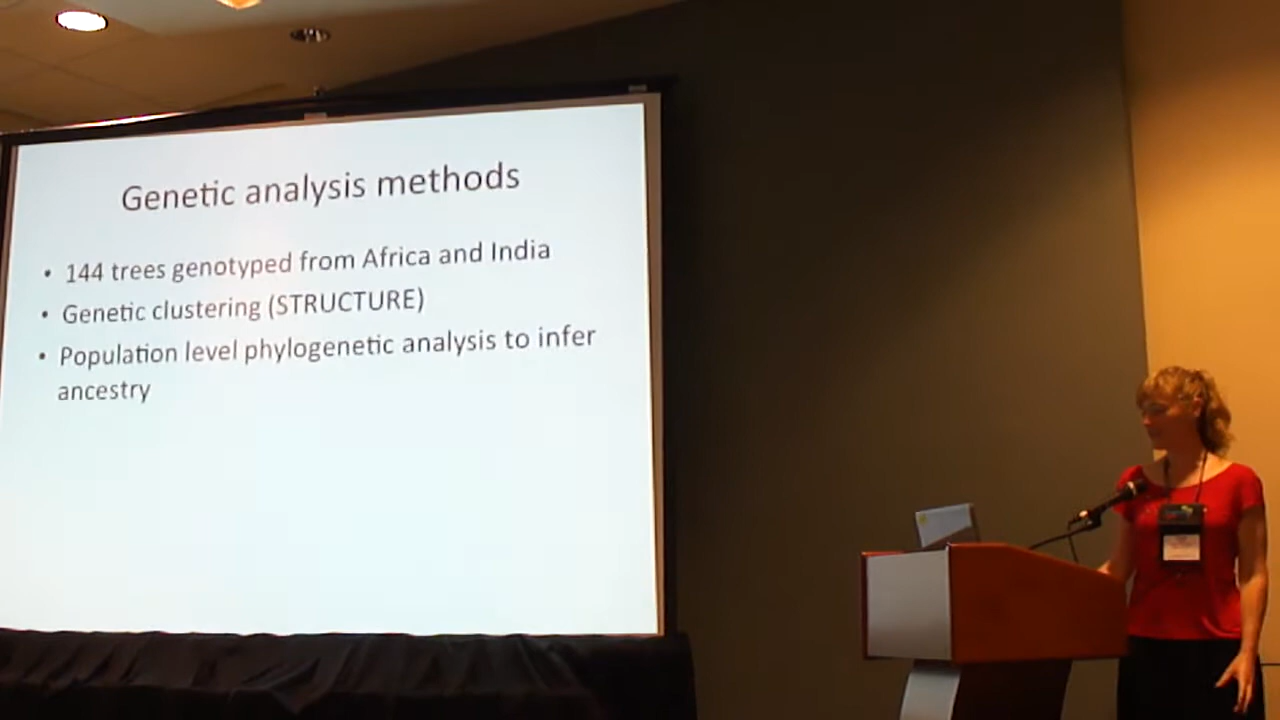 Genetic analysis methods
• 144 trees genotyped from Africa and India
• Genetic clustering (STRUCTURE)
• Population level phylogenetic analysis to infer
ancestry